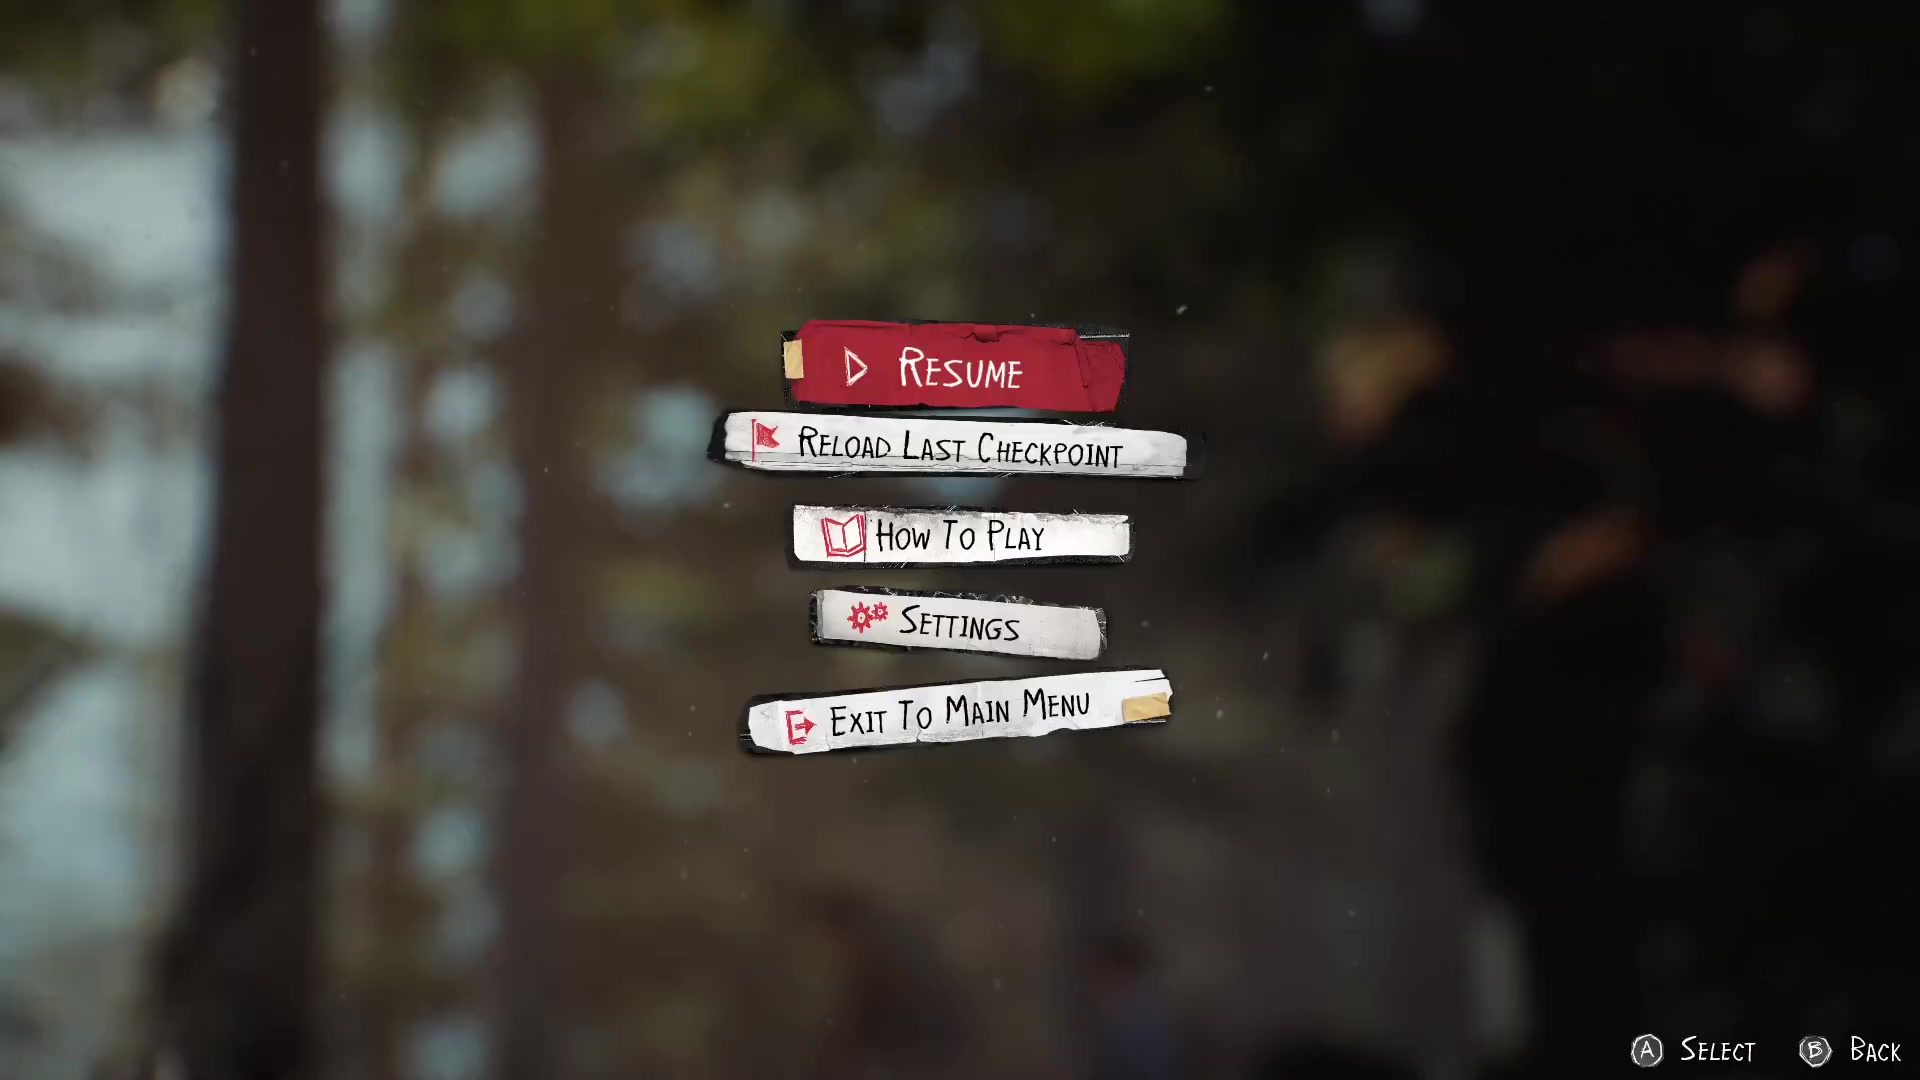 Resume
Reload Last Checkpoint
How To Play
Settings
Exit To Main Menu
A Select B Back